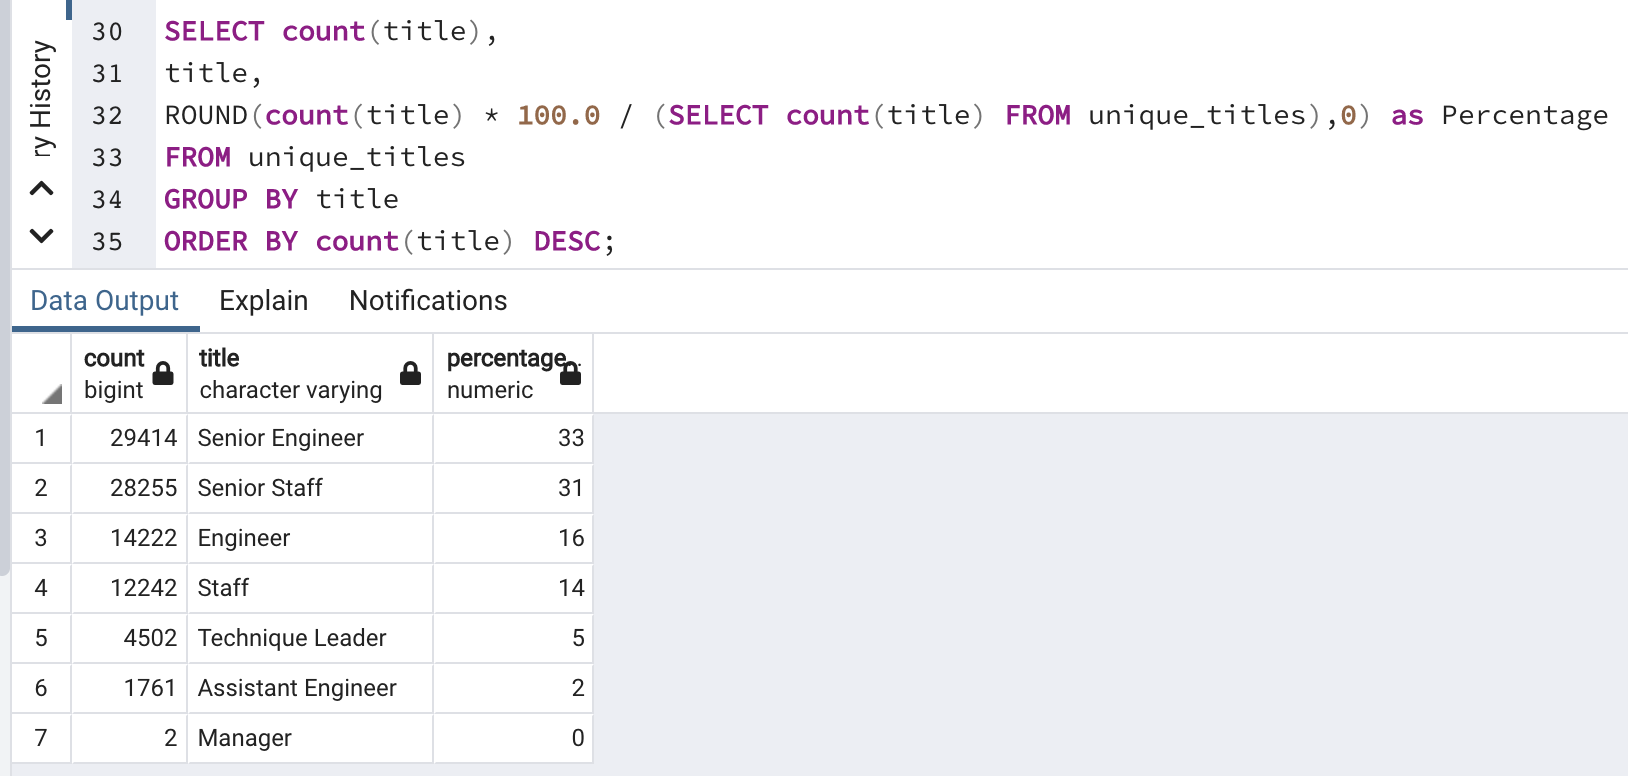 ry History
30 SELECT count(title),
31 title,
32 ROUND(count(title) * 100.0 / (SELECT count(title) FROM unique_titles),0) as Percentage
33 FROM unique_titles
34 GROUP BY title
35 ORDER BY count(title) DESC;
Data Output Explain Notifications
count title percentage
bigint character varying numeric
1 29414 Senior Engineer 33
2 28255 Senior Staff 31
3 14222 Engineer 16
4 12242 Staff 14
5 4502 Technique Leader 5
6 1761 Assistant Engineer 2
7 2 Manager 0